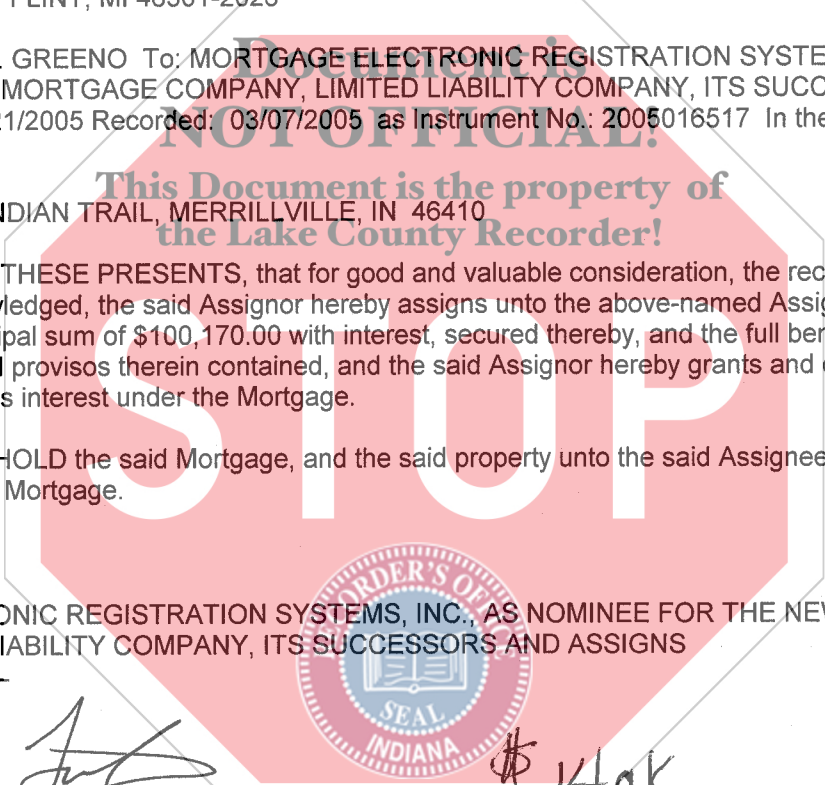 FLINT, MI 48501-2026
GREENO To: MORTGAGE ELECTRONIC REGISTRATION SYSTE
MORTGAGE COMPANY, LIMITED LIABILITY COMPANY, ITS SUCC
21/2005 Recorded: 03/07/2005 as Instrument No.: 2005016517 In the
Document is
NOT OFFICIAL!
This Document is the property of
the Lake County Recorder!
NDIAN TRAIL, MERRILLVILLE, IN 46410
THESE PRESENTS, that for good and valuable consideration, the rec
ledged, the said Assignor hereby assigns unto the above-named Assig
ipal sum of $100,170.00 with interest, secured thereby, and the full ben
provisos therein contained, and the said Assignor hereby grants and
s interest under the Mortgage.
HOLD the said Mortgage, and the said property unto the said Assignee
Mortgage.
STOP
ONIC REGISTRATION SYSTEMS, INC., AS NOMINEE FOR THE NEW
IABILITY COMPANY, ITS SUCCESSORS AND ASSIGNS
RECORDER'S OFFICE
SEAL
INDIANA